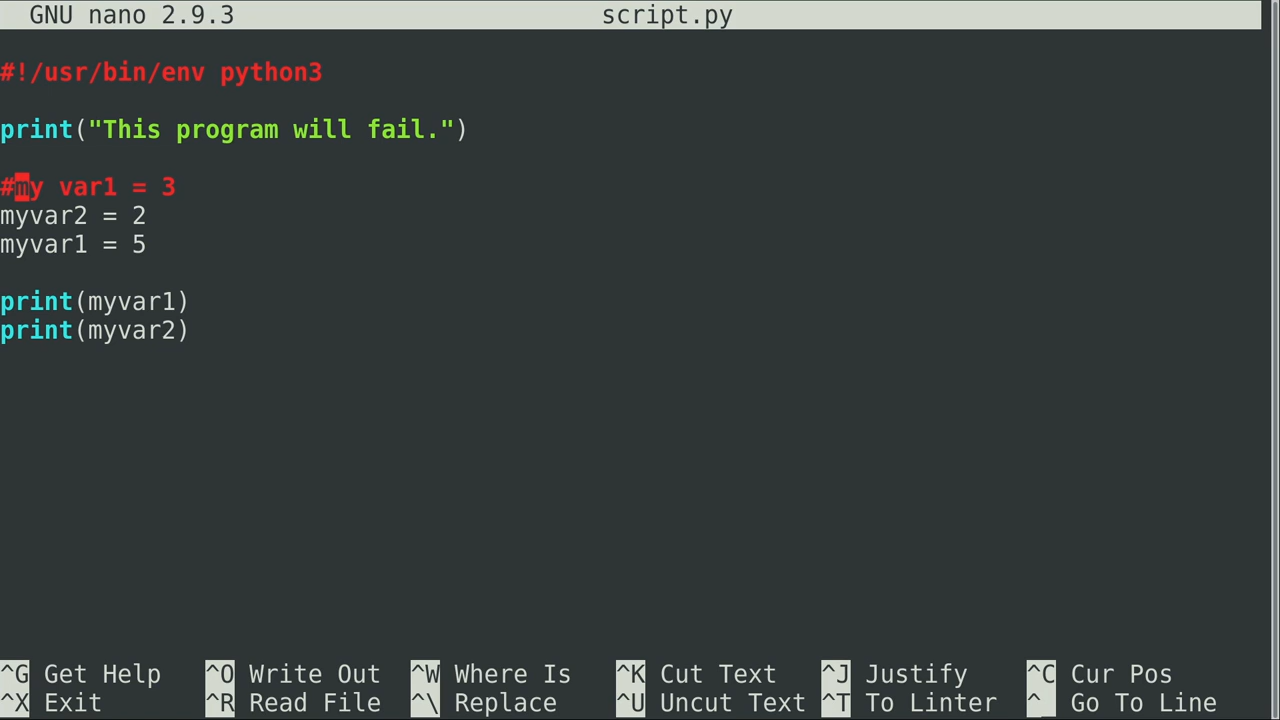 GNU nano 2.9.3 script.py
#!/usr/bin/env python3
print("This program will fail.")
#my var1 = 3
myvar2 = 2
myvar1 = 5
print(myvar1)
print(myvar2)
^G Get Help ^O Write Out ^W Where Is ^K Cut Text ^J Justify ^C Cur Pos
^X Exit ^R Read File ^\ Replace ^U Uncut Text ^T To Linter ^_ Go To Line